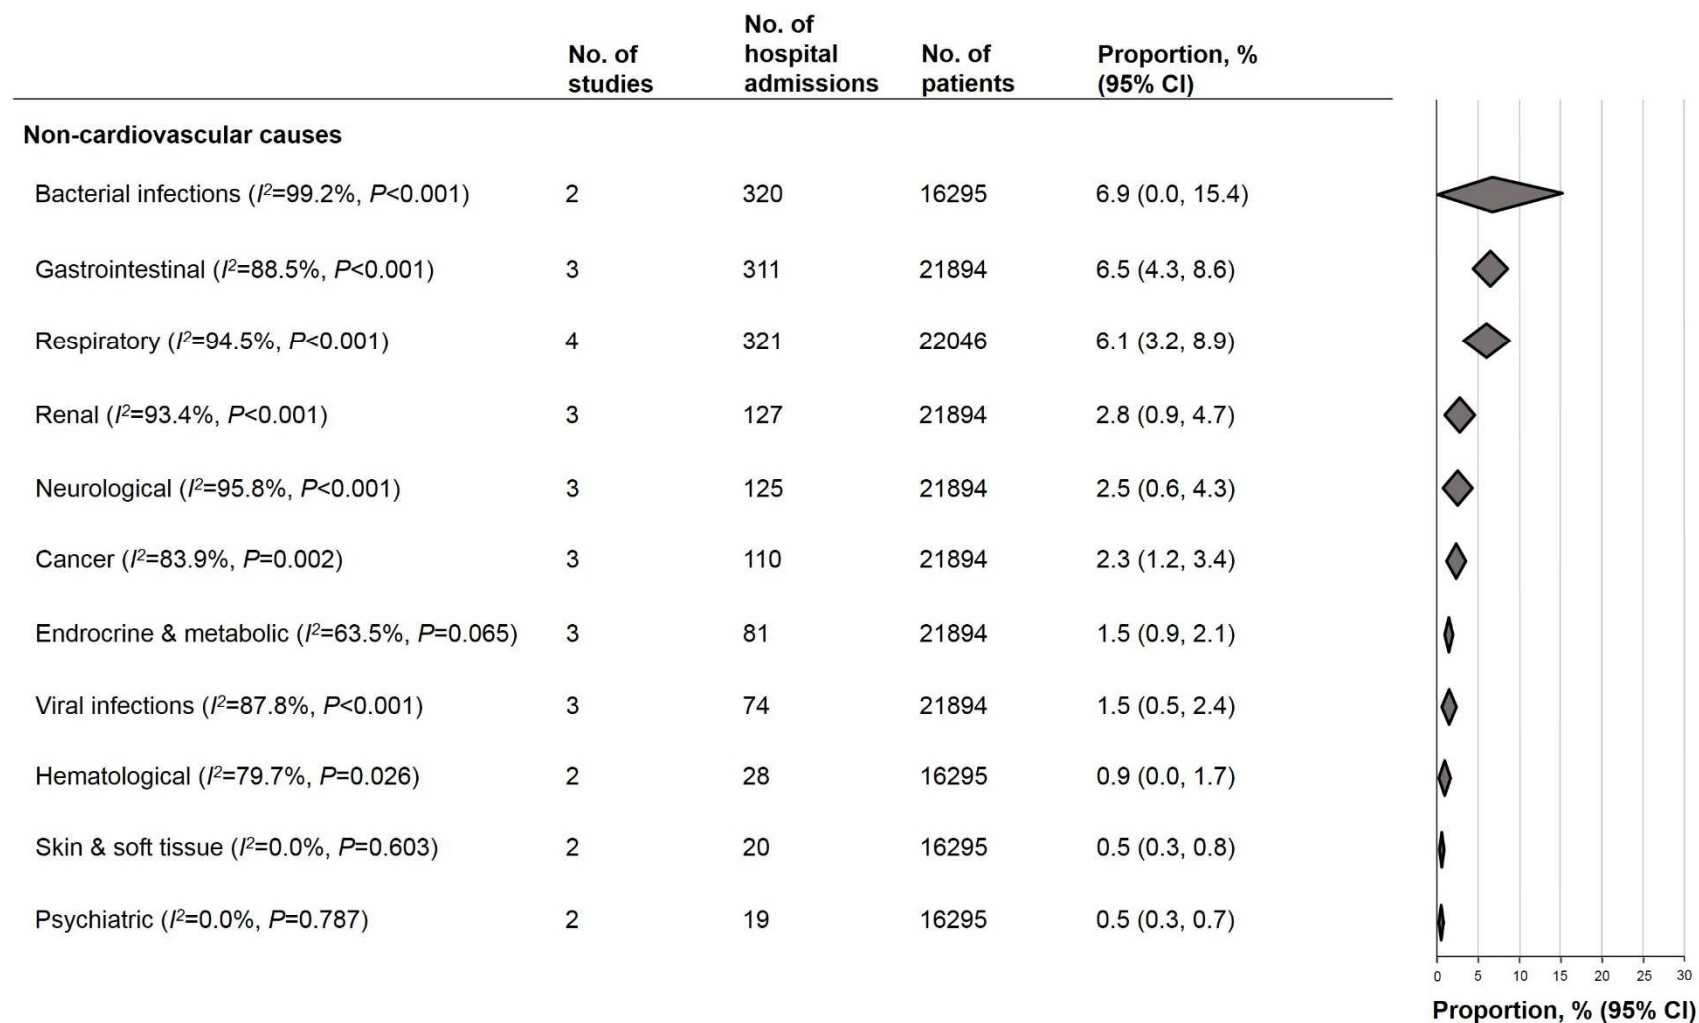 No. of studies No. of hospital admissions No. of patients Proportion, % (95% CI)
Non-cardiovascular causes
Bacterial infections (I²=99.2%, P<0.001) 2 320 16295 6.9 (0.0, 15.4)
Gastrointestinal (I²=88.5%, P<0.001) 3 311 21894 6.5 (4.3, 8.6)
Respiratory (I²=94.5%, P<0.001) 4 321 22046 6.1 (3.2, 8.9)
Renal (I²=93.4%, P<0.001) 3 127 21894 2.8 (0.9, 4.7)
Neurological (I²=95.8%, P<0.001) 3 125 21894 2.5 (0.6, 4.3)
Cancer (I²=83.9%, P=0.002) 3 110 21894 2.3 (1.2, 3.4)
Endrocrine & metabolic (I²=63.5%, P=0.065) 3 81 21894 1.5 (0.9, 2.1)
Viral infections (I²=87.8%, P<0.001) 3 74 21894 1.5 (0.5, 2.4)
Hematological (I²=79.7%, P=0.026) 2 28 16295 0.9 (0.0, 1.7)
Skin & soft tissue (I²=0.0%, P=0.603) 2 20 16295 0.5 (0.3, 0.8)
Psychiatric (I²=0.0%, P=0.787) 2 19 16295 0.5 (0.3, 0.7)
0 5 10 15 20 25 30
Proportion, % (95% CI)